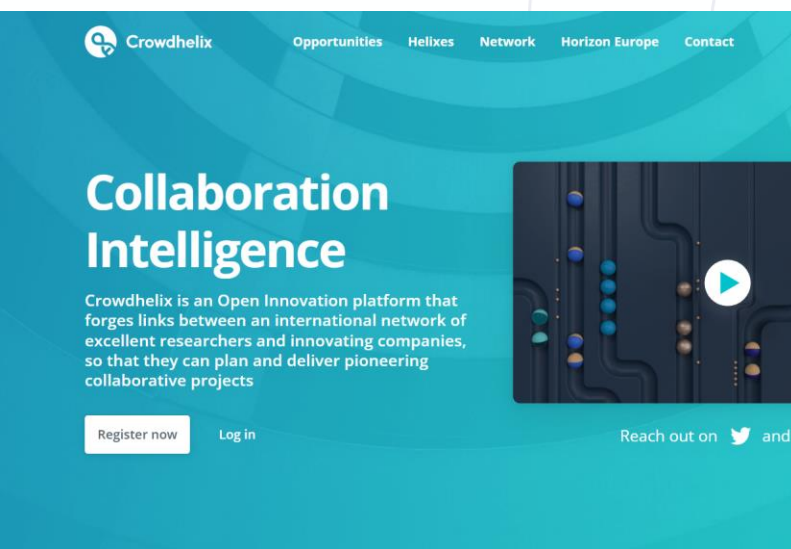 Crowdhelix
Opportunities Helixes Network Horizon Europe Contact
Collaboration
Intelligence
Crowdhelix is an Open Innovation platform that
forges links between an international network of
excellent researchers and innovating companies,
so that they can plan and deliver pioneering
collaborative projects
Register now Log in
Reach out on and